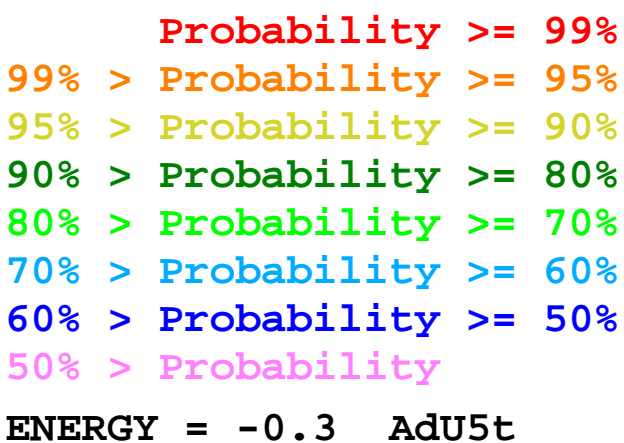 Probability >= 99%
99% > Probability >= 95%
95% > Probability >= 90%
90% > Probability >= 80%
80% > Probability >= 70%
70% > Probability >= 60%
60% > Probability >= 50%
50% > Probability
ENERGY = -0.3 AdU5t